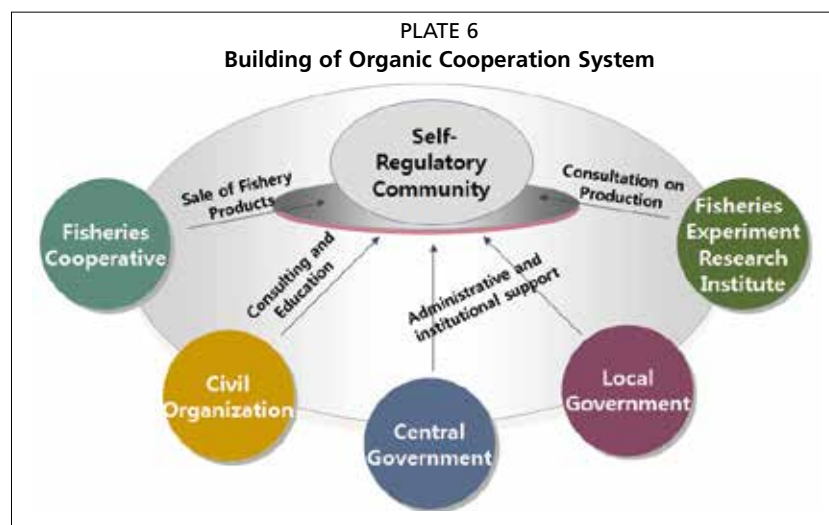 PLATE 6
Building of Organic Cooperation System
Self-
Regulatory
Community
Sale of Fishery
Products
Consultation on
Production
Fisheries
Cooperative
Fisheries
Experiment
Research
Institute
Consulting and
Education
Administrative and
institutional support
Civil
Organization
Central
Government
Local
Government